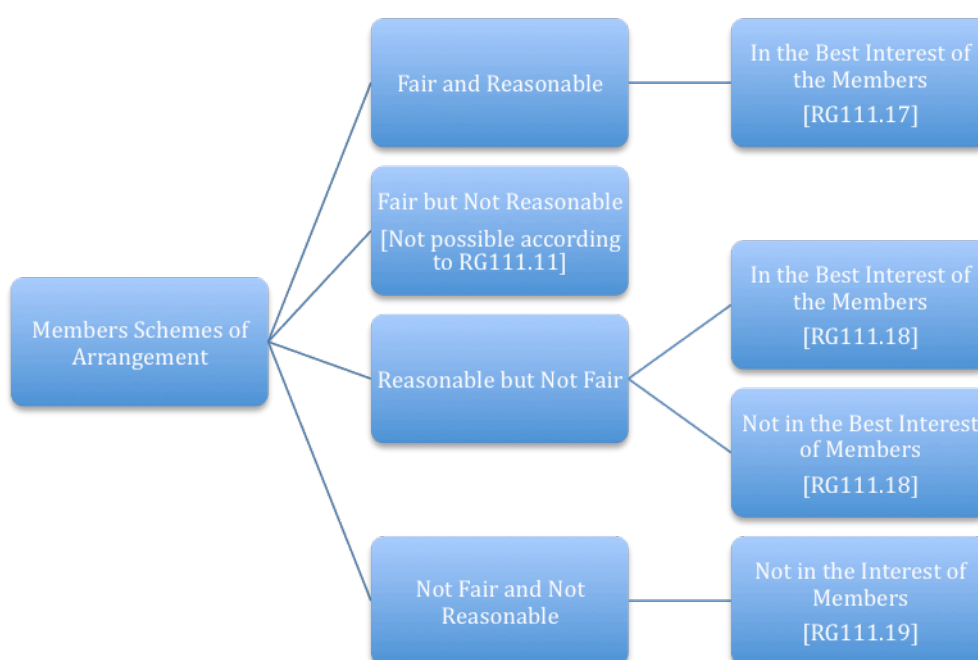 Members Schemes of
Arrangement
Fair and Reasonable
In the Best Interest of
the Members
[RG111.17]
Fair but Not Reasonable
[Not possible according
to RG111.11]
Reasonable but Not Fair
In the Best Interest of
the Members
[RG111.18]
Not in the Best Interest
of Members
[RG111.18]
Not Fair and Not
Reasonable
Not in the Interest of
Members
[RG111.19]